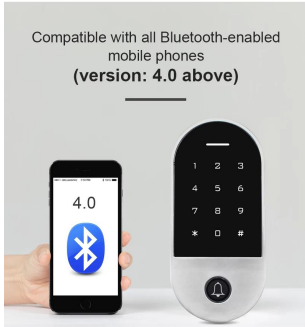 Compatible with all Bluetooth-enabled
mobile phones
(version: 4.0 above)
4.0
1 2 3
4 5 6
7 8 9
* 0 #